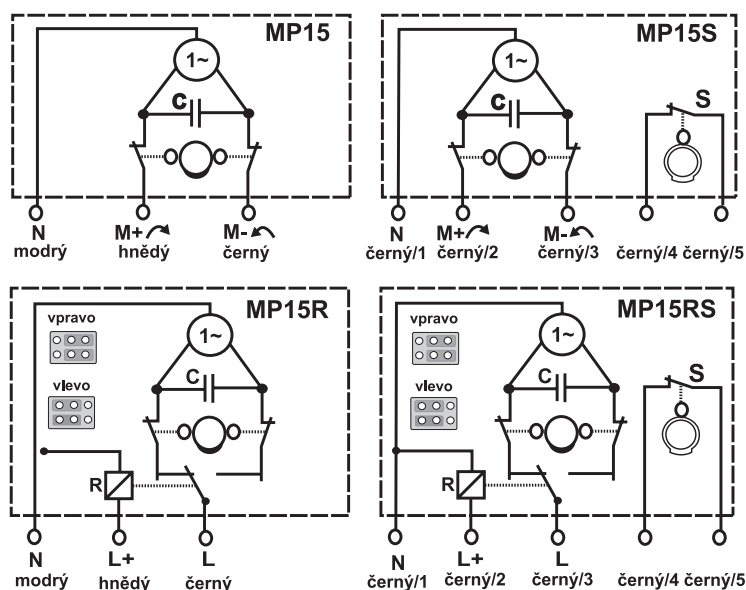 MP15
1~
C
N
M+
M-
modrý
hnědý
černý
MP15S
1~
C
S
N
M+
M-
černý/1
černý/2
černý/3
černý/4
černý/5
MP15R
vpravo
vlevo
1~
C
R
N
L+
L
modrý
hnědý
černý
MP15RS
vpravo
vlevo
1~
C
S
R
N
L+
L
černý/1
černý/2
černý/3
černý/4
černý/5